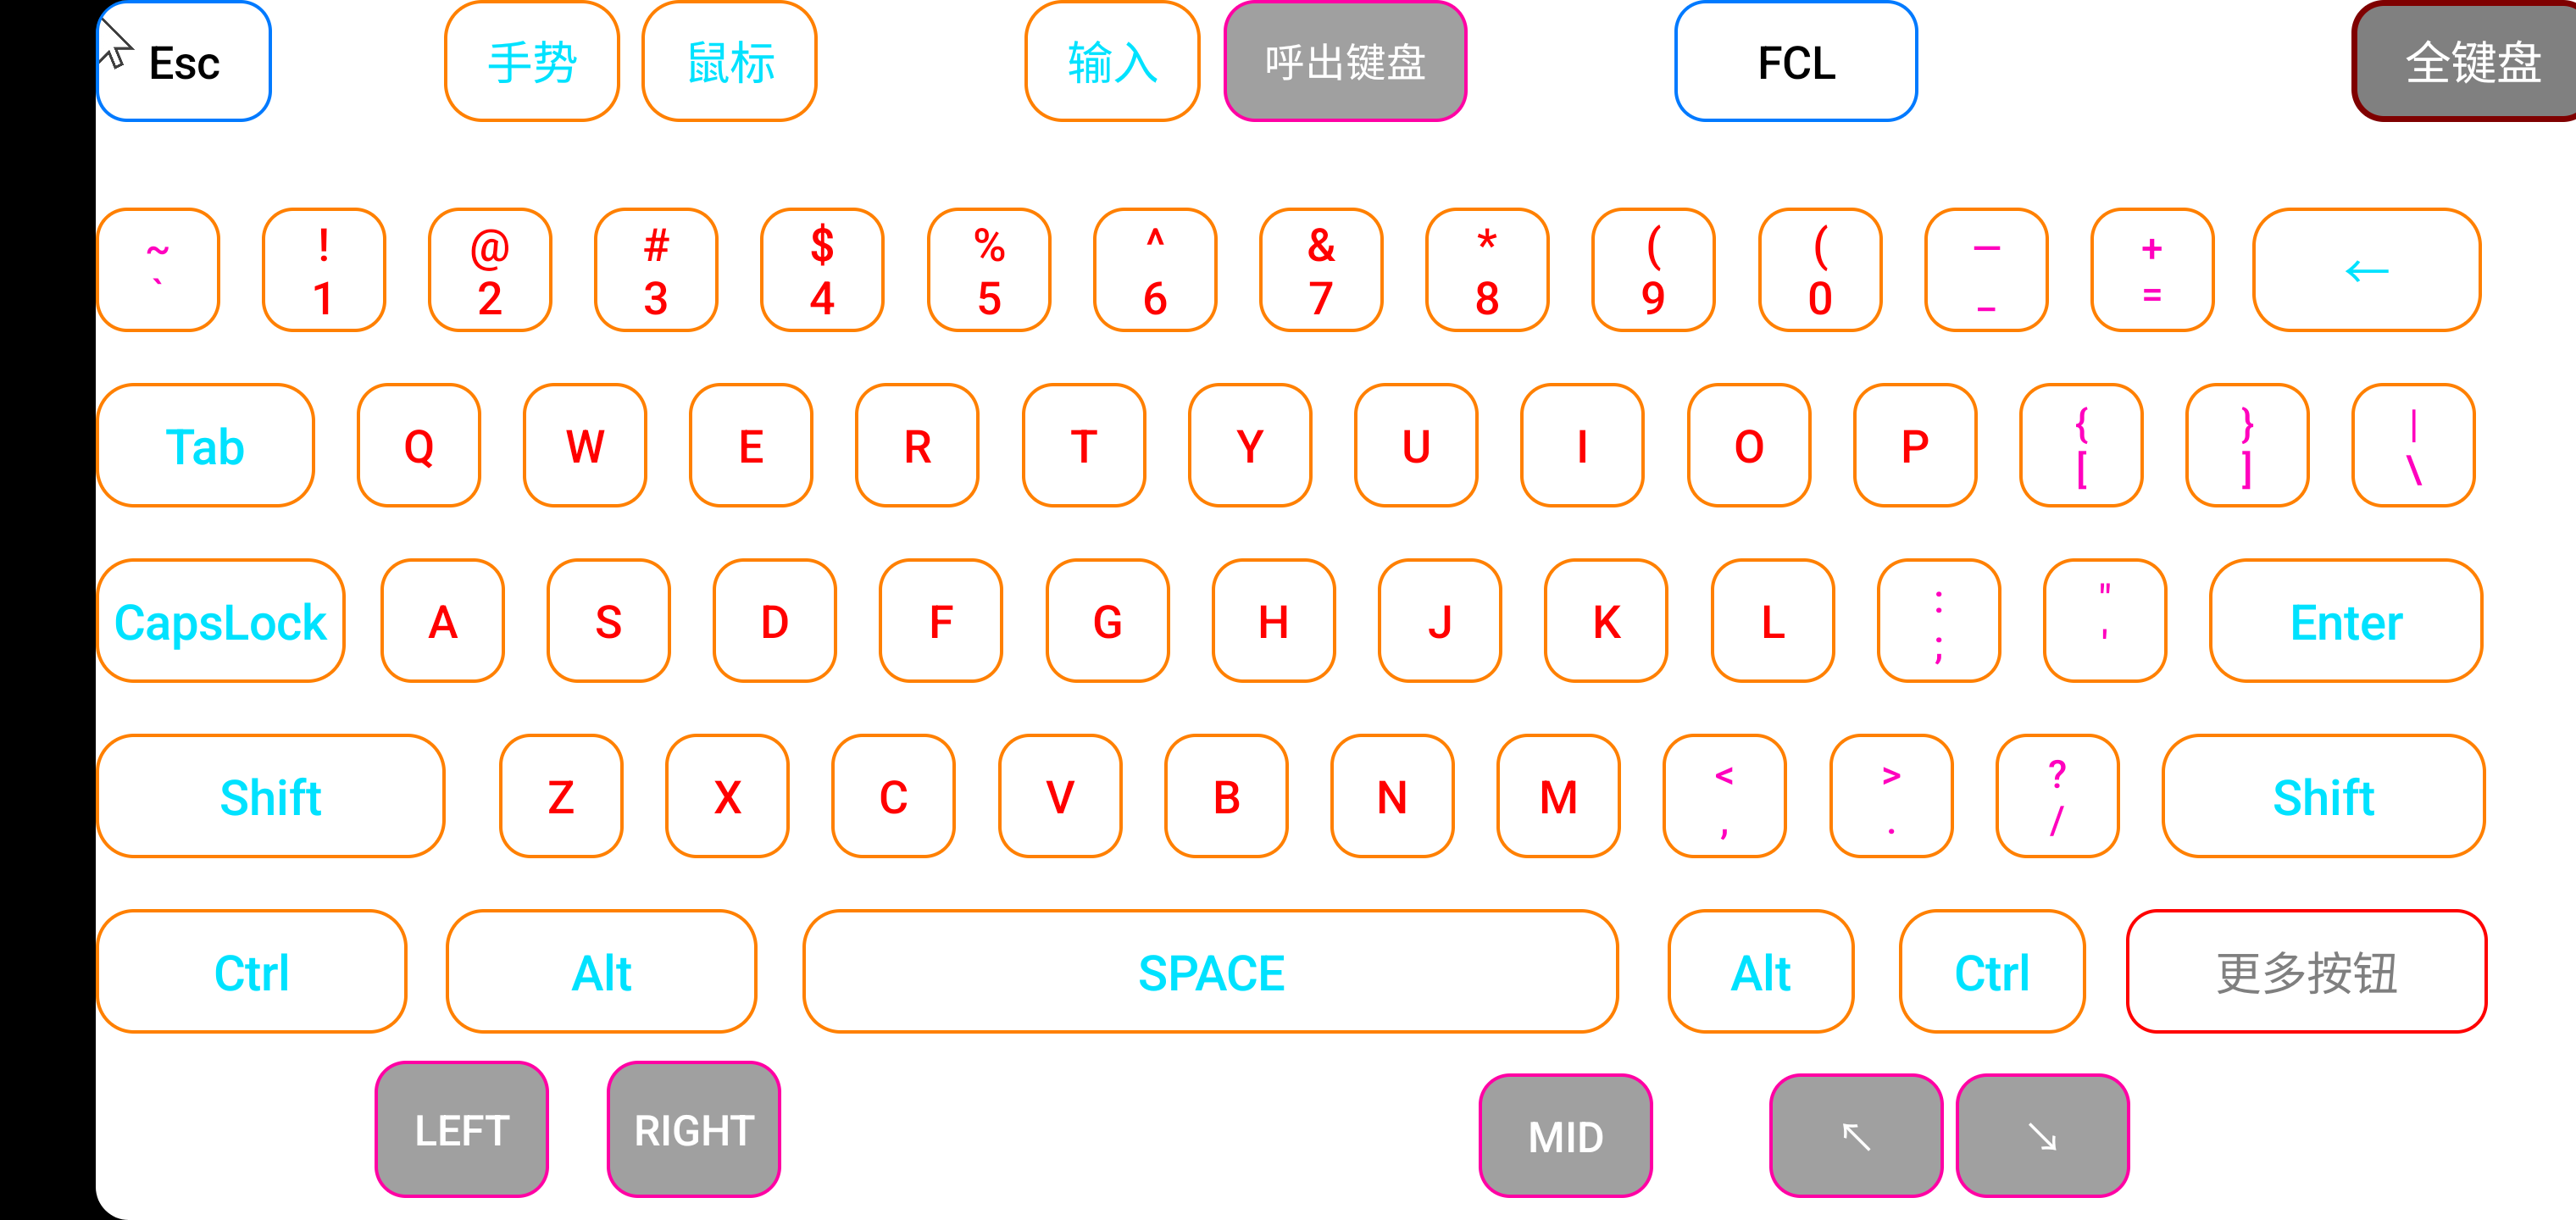 Esc 手势 鼠标 输入 呼出键盘 FCL 全键盘
~ ! @ # $ % ^ & * ( ( — +
` 1 2 3 4 5 6 7 8 9 0 _ = ←
Tab Q W E R T Y U I O P { } |
[ ] \
CapsLock A S D F G H J K L : " Enter
; '
Shift Z X C V B N M < > ? Shift
, . /
Ctrl Alt SPACE Alt Ctrl 更多按钮
LEFT RIGHT MID ↖ ↘